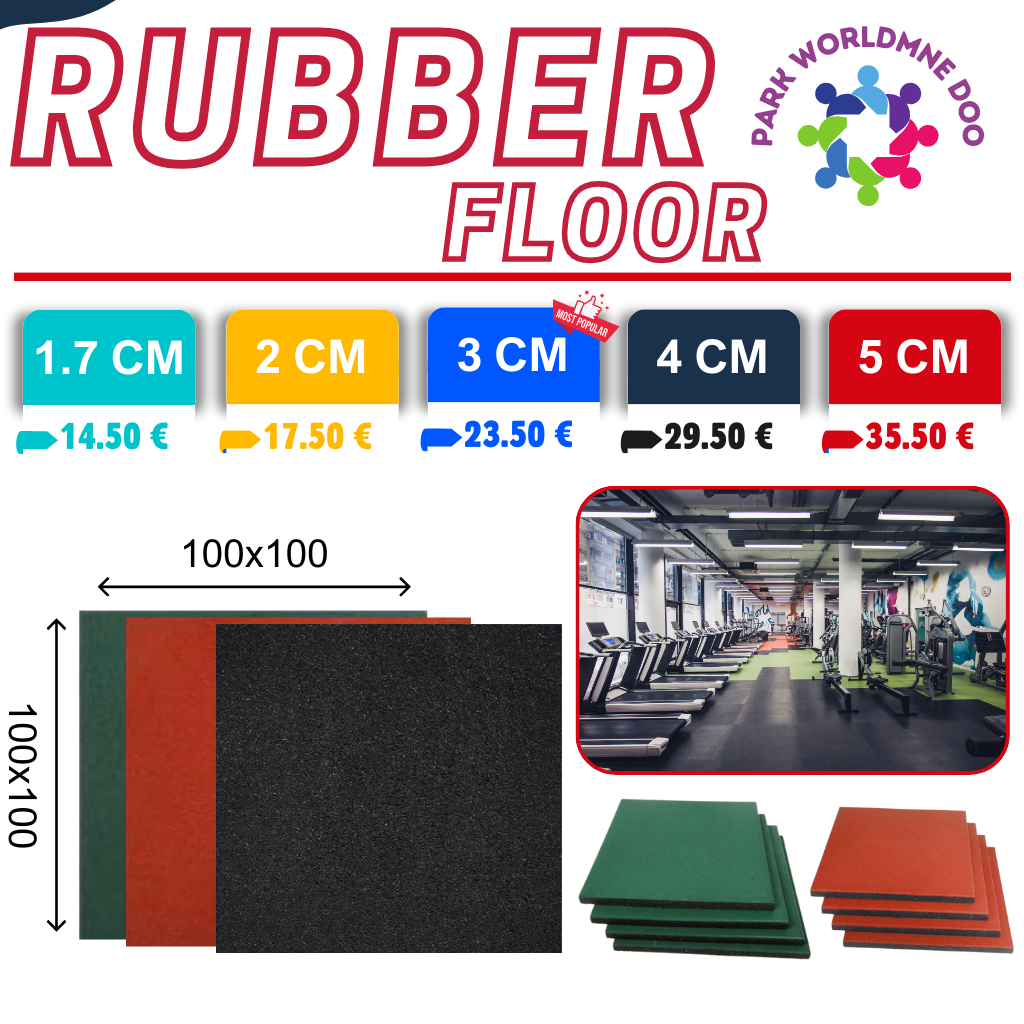 RUBBER
FLOOR
PARK WORLDMNE DOO
1.7 CM
2 CM
3 CM
MOST POPULAR
4 CM
5 CM
14.50 €
17.50 €
23.50 €
29.50 €
35.50 €
100x100
100x100